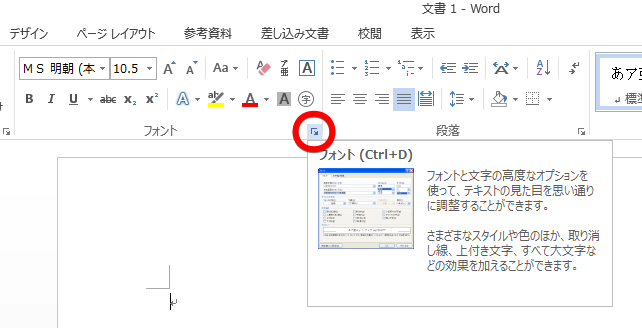 文書 1 - Word
デザイン ページ レイアウト 参考資料 差し込み文書 校閲 表示
ＭＳ 明朝 (本 10.5 A A Aa ア亜 A
B I U abc x₂ x² A ab A A 字
フォント 段落
あア亜
↵ 標準
フォント (Ctrl+D)
フォントと文字の高度なオプションを
使って、テキストの見た目を思い通り
に調整することができます。
さまざまなスタイルや色のほか、取り消
し線、上付き文字、すべて大文字な
どの効果を加えることができます。